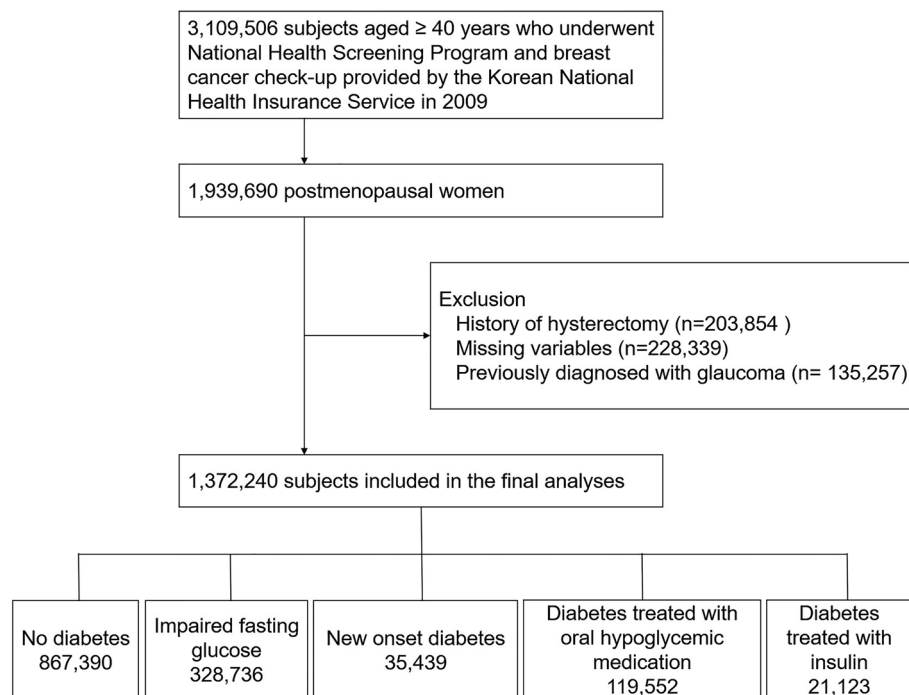 3,109,506 subjects aged ≥ 40 years who underwent
National Health Screening Program and breast
cancer check-up provided by the Korean National
Health Insurance Service in 2009
1,939,690 postmenopausal women
Exclusion
History of hysterectomy (n=203,854 )
Missing variables (n=228,339)
Previously diagnosed with glaucoma (n= 135,257)
1,372,240 subjects included in the final analyses
No diabetes
867,390
Impaired fasting
glucose
328,736
New onset diabetes
35,439
Diabetes treated with
oral hypoglycemic
medication
119,552
Diabetes
treated with
insulin
21,123